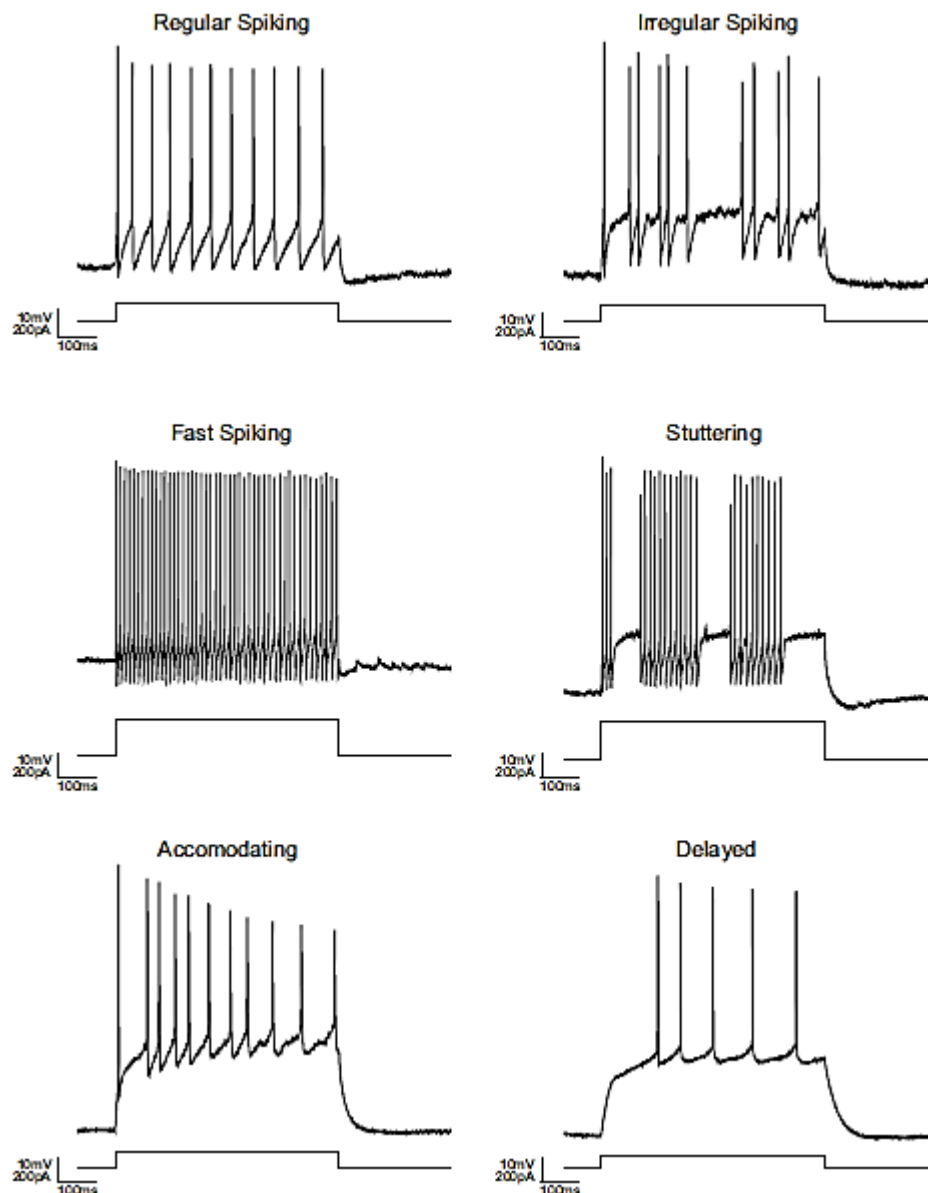 Regular Spiking
Irregular Spiking
10mV
200pA
100ms
10mV
200pA
100ms
Fast Spiking
Stuttering
10mV
200pA
100ms
10mV
200pA
100ms
Accomodating
Delayed
10mV
200pA
100ms
10mV
200pA
100ms